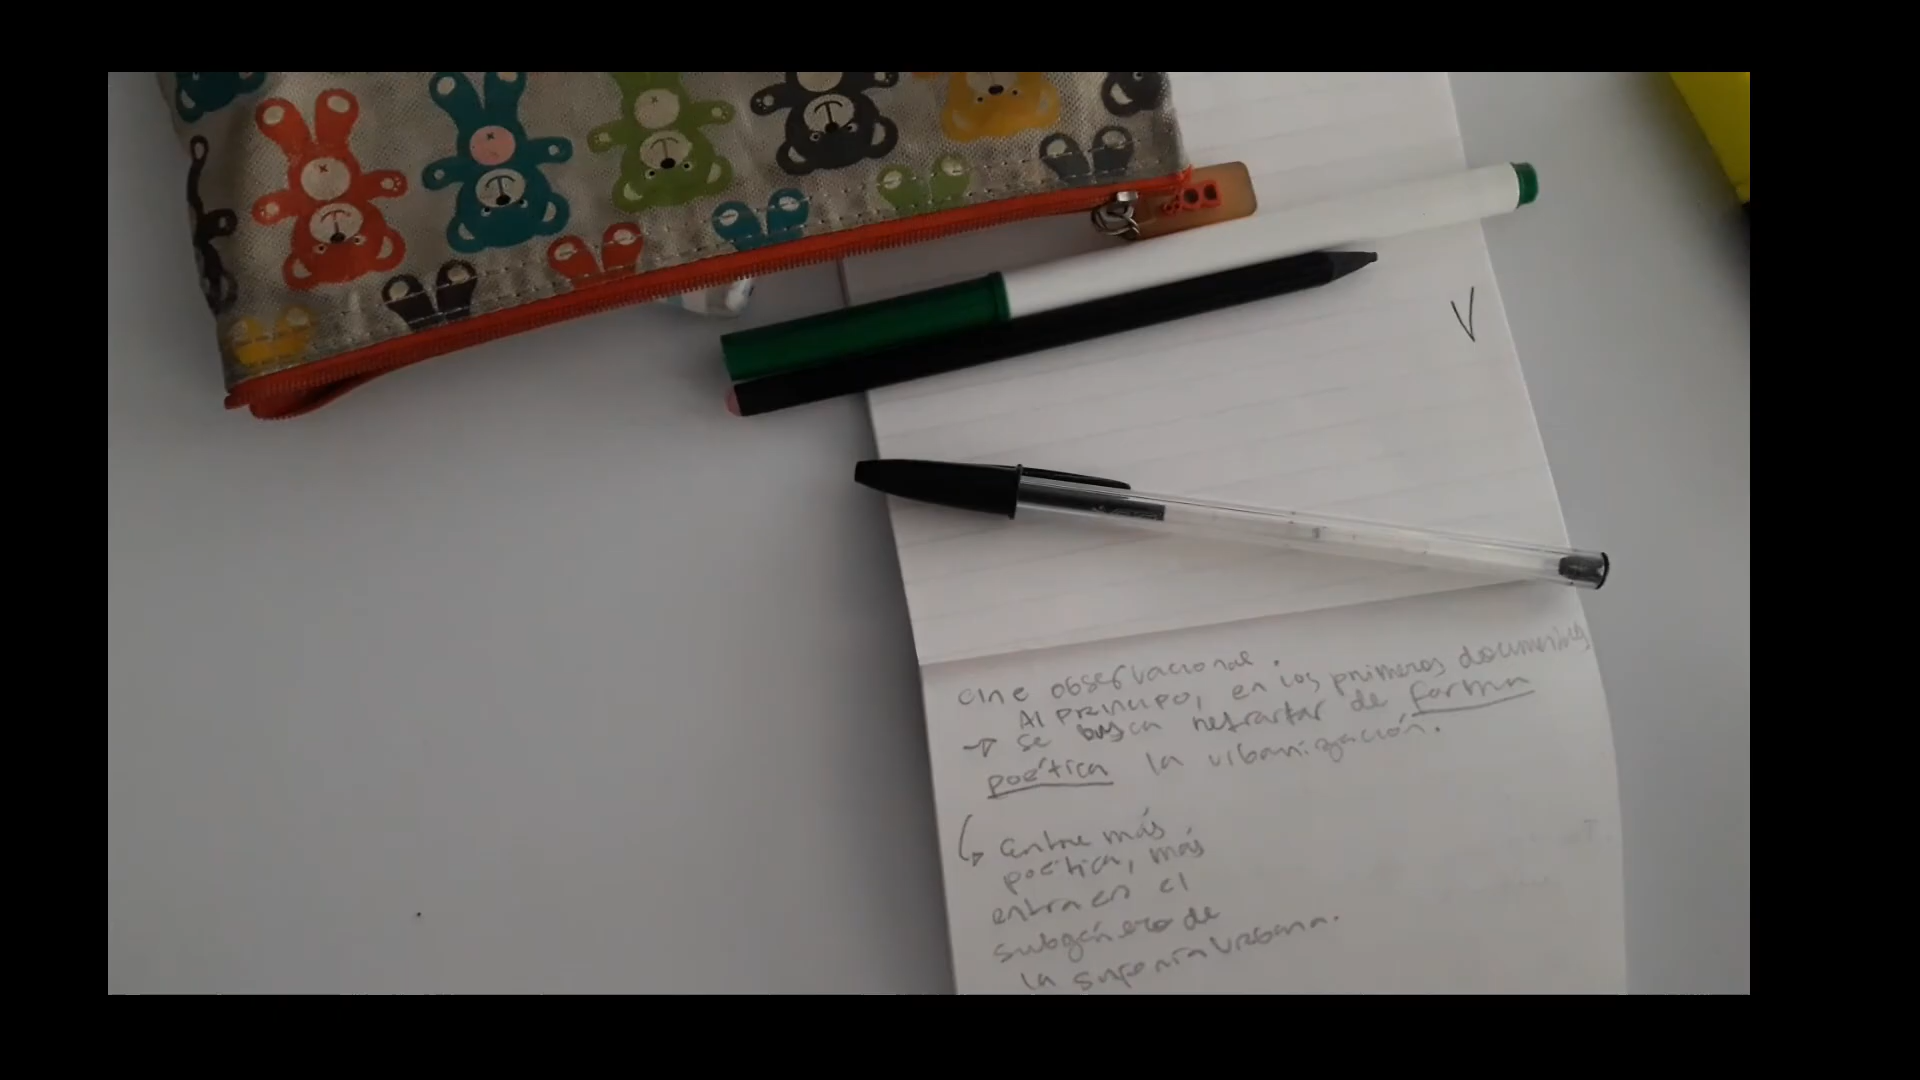 V
cine observacional.
Al principio, en los primeros documentales
→ se busca retratar de forma
poética la urbanización.
↳ entre más
poética, más
entra en el
subgénero de
la sinfonía urbana.